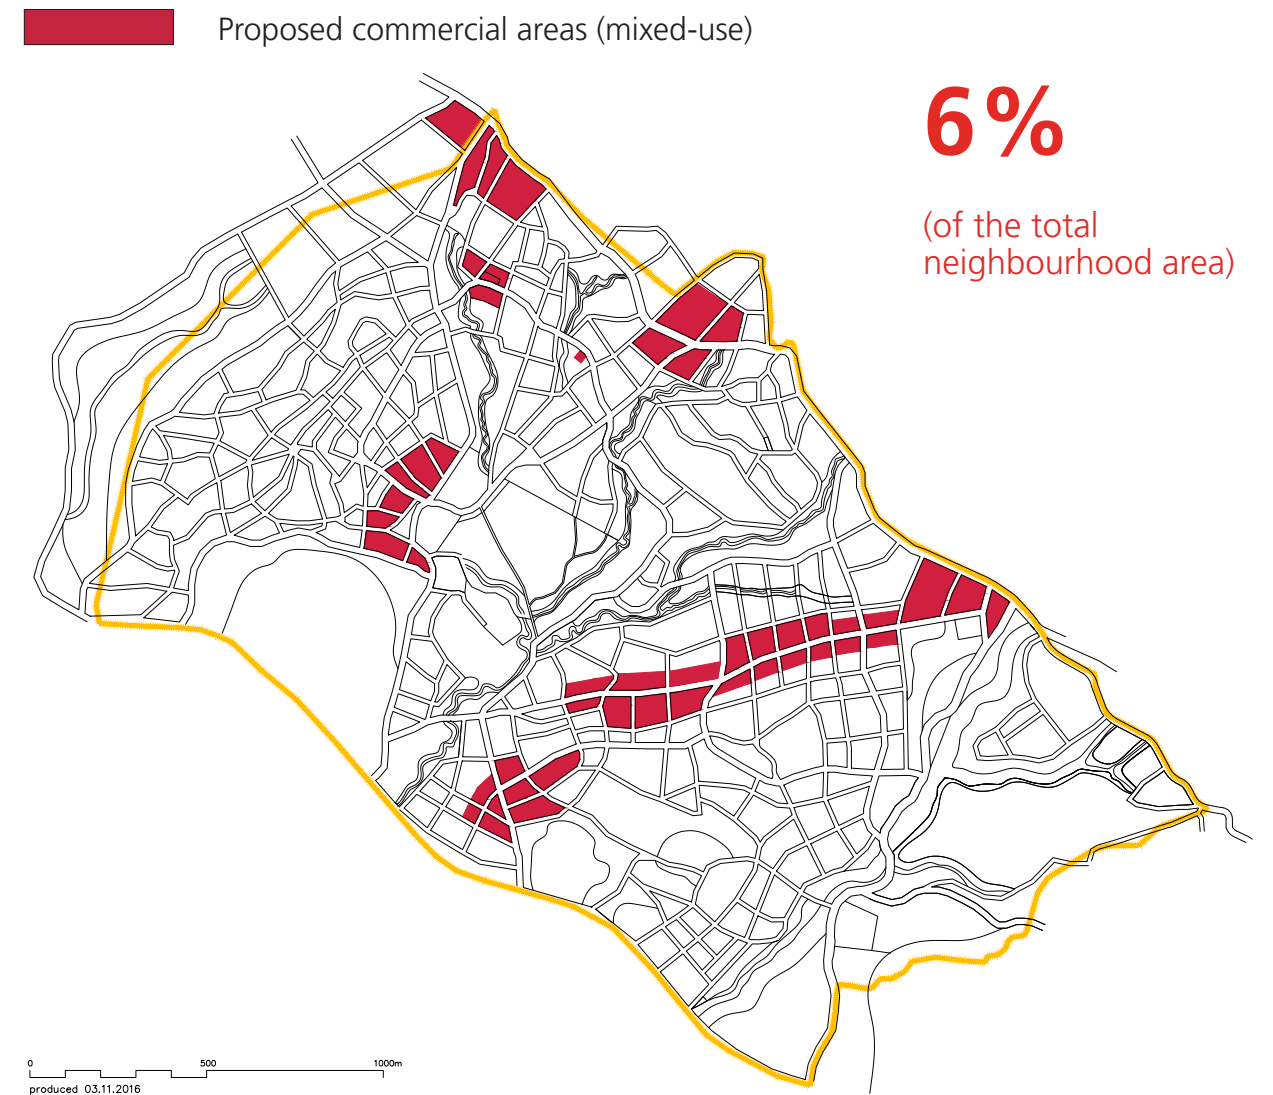 Proposed commercial areas (mixed-use)
6%
(of the total
neighbourhood area)
0 500 1000m
produced 03.11.2016